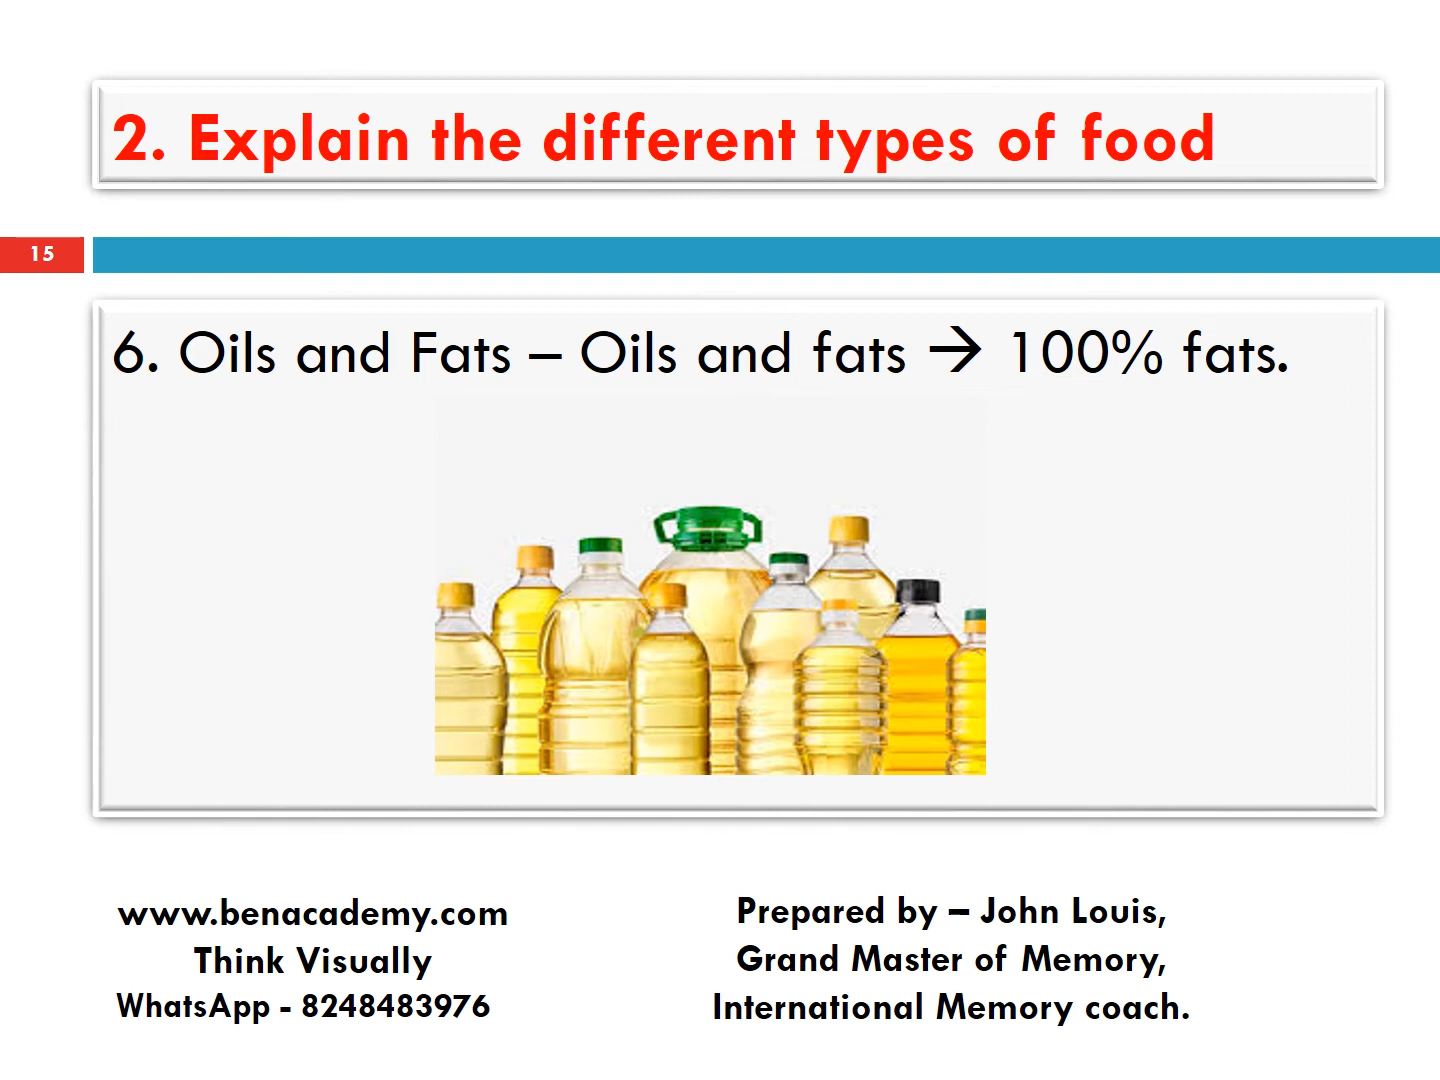 2. Explain the different types of food
15
6. Oils and Fats – Oils and fats → 100% fats.
www.benacademy.com
Think Visually
WhatsApp - 8248483976
Prepared by – John Louis,
Grand Master of Memory,
International Memory coach.